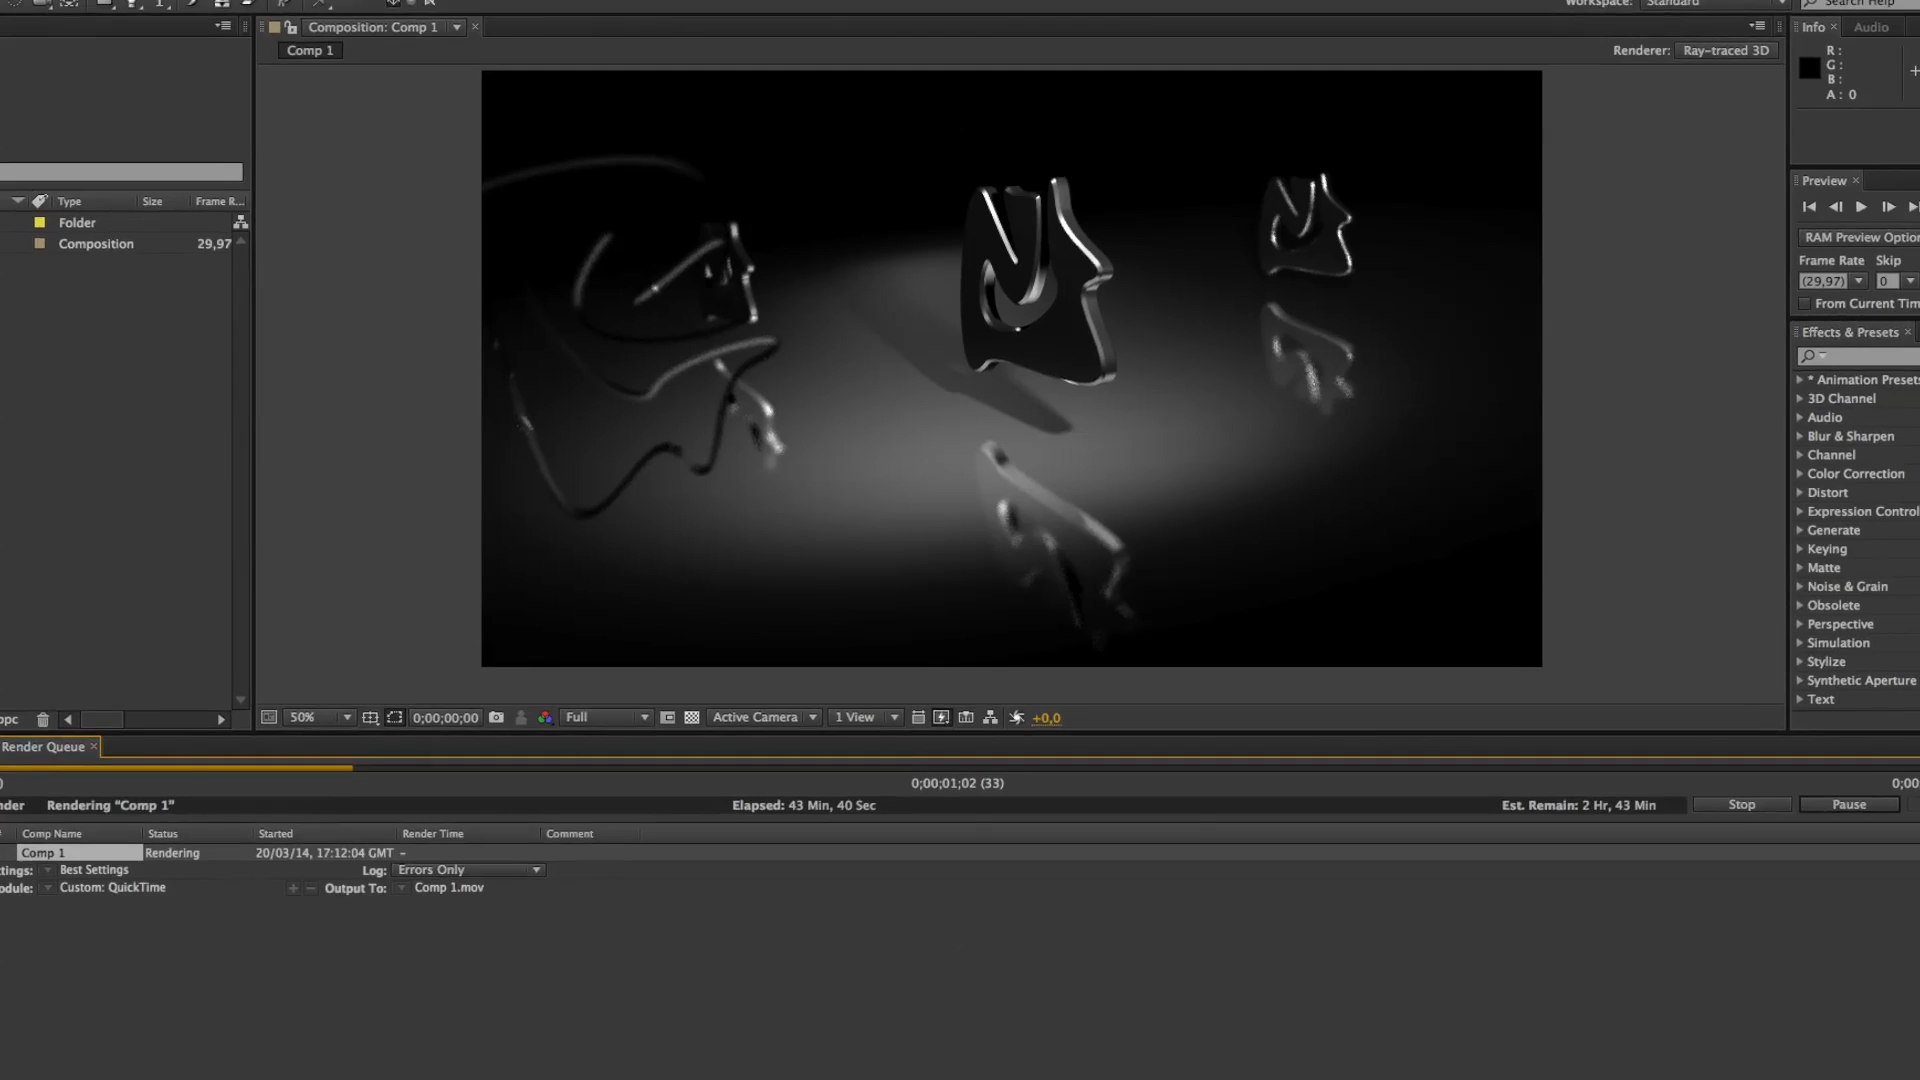 Workspace: Standard
Search Help
Composition: Comp 1
Info
Audio
Comp 1
Renderer: Ray-traced 3D
R :
G :
B :
A : 0
Preview
Type Size Frame R...
Folder
Composition 29,97
RAM Preview Optio
Frame Rate Skip
(29,97) 0
From Current Tim
Effects & Presets
* Animation Presets
3D Channel
Audio
Blur & Sharpen
Channel
Color Correction
Distort
Expression Control
Generate
Keying
Matte
Noise & Grain
Obsolete
Perspective
Simulation
Stylize
Synthetic Aperture
Text
bpc
50% 0;00;00;00 Full Active Camera 1 View +0,0
Render Queue
0;00;01;02 (33)
0;00
nder Rendering “Comp 1” Elapsed: 43 Min, 40 Sec Est. Remain: 2 Hr, 43 Min Stop Pause
Comp Name Status Started Render Time Comment
Comp 1 Rendering 20/03/14, 17:12:04 GMT -
ttings: Best Settings Log: Errors Only
odule: Custom: QuickTime + - Output To: Comp 1.mov